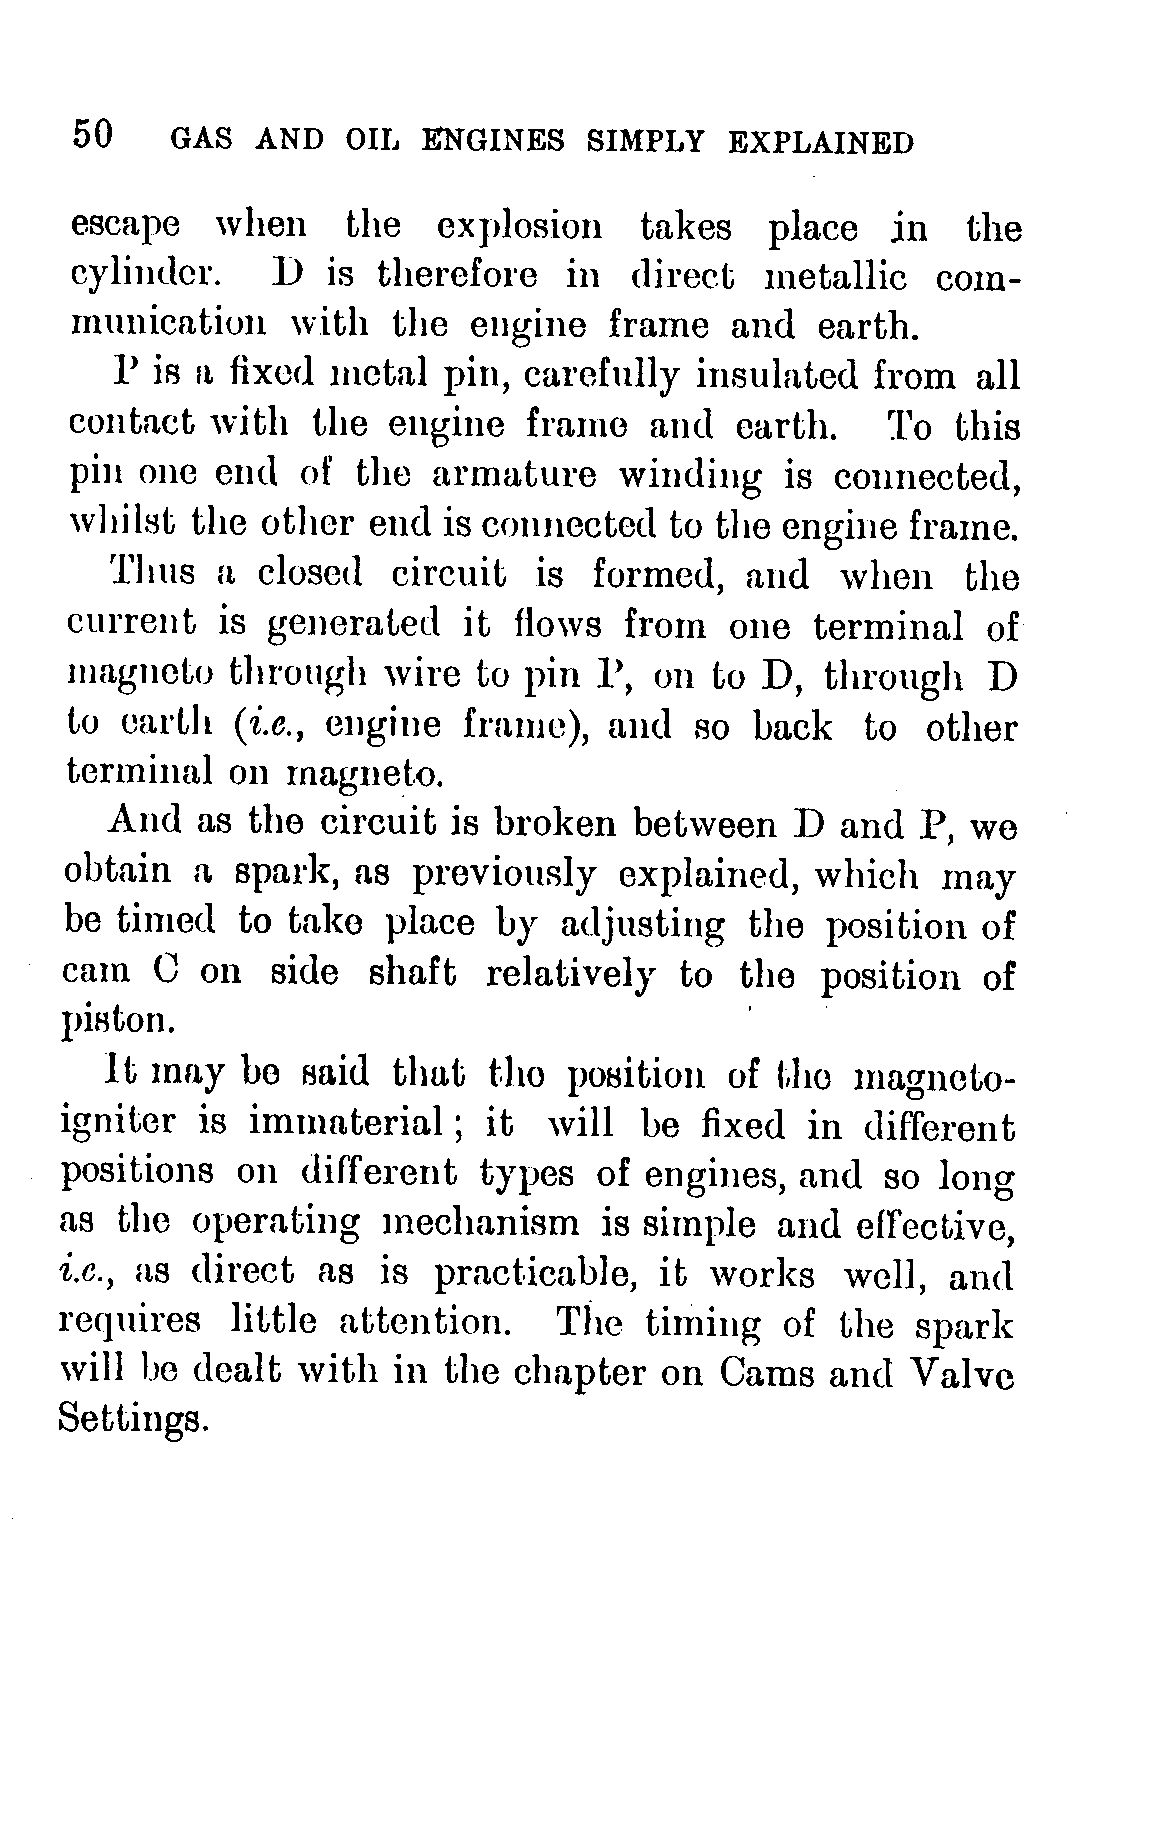 50 GAS AND OIL ENGINES SIMPLY EXPLAINED
escape when the explosion takes place in the
cylinder. D is therefore in direct metallic com-
munication with the engine frame and earth.
P is a fixed metal pin, carefully insulated from all
contact with the engine frame and earth. To this
pin one end of the armature winding is connected,
whilst the other end is connected to the engine frame.
Thus a closed circuit is formed, and when the
current is generated it flows from one terminal of
magneto through wire to pin P, on to D, through D
to earth (i.e., engine frame), and so back to other
terminal on magneto.
And as the circuit is broken between D and P, we
obtain a spark, as previously explained, which may
be timed to take place by adjusting the position of
cam C on side shaft relatively to the position of
piston.
It may be said that the position of the magneto-
igniter is immaterial; it will be fixed in different
positions on different types of engines, and so long
as the operating mechanism is simple and effective,
i.e., as direct as is practicable, it works well, and
requires little attention. The timing of the spark
will be dealt with in the chapter on Cams and Valve
Settings.